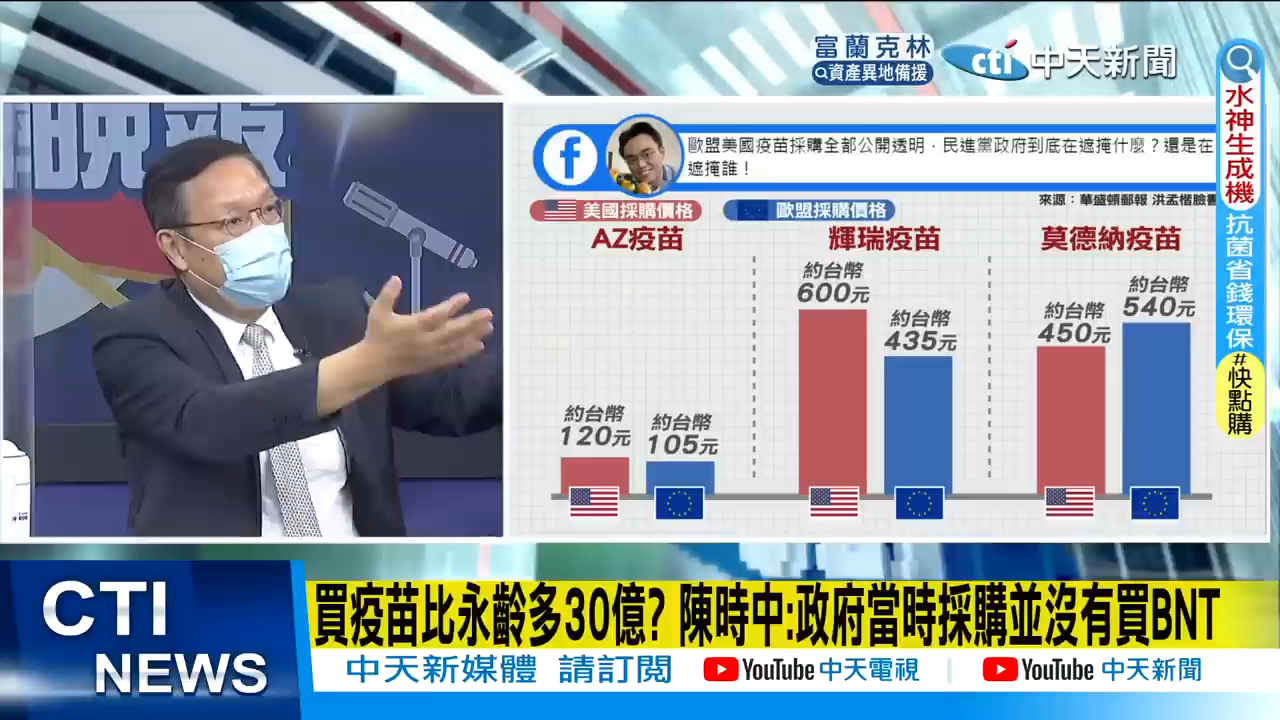 富蘭克林
資產異地備援
cti 中天新聞
晚報
歐盟美國疫苗採購全部公開透明，民進黨政府到底在遮掩什麼？還是在
遮掩誰！
來源：華盛頓郵報 洪孟楷臉書
美國採購價格
歐盟採購價格
AZ疫苗
輝瑞疫苗
莫德納疫苗
約台幣
120元
約台幣
105元
約台幣
600元
約台幣
435元
約台幣
450元
約台幣
540元
水神生成機
抗菌省錢環保
#快點購
CTI
NEWS
買疫苗比永齡多30億? 陳時中:政府當時採購並沒有買BNT
中天新媒體 請訂閱 YouTube 中天電視 YouTube 中天新聞